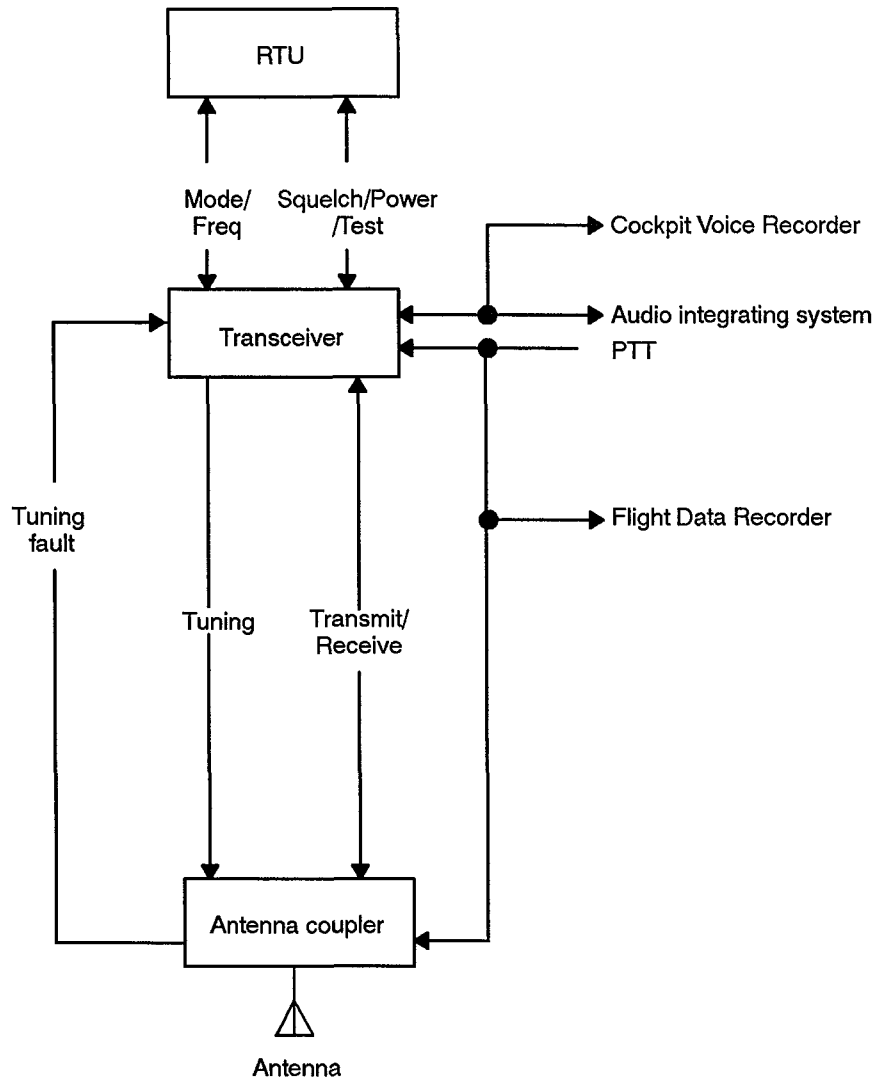 RTU
Mode/
Freq
Squelch/Power
/Test
Cockpit Voice Recorder
Transceiver
Audio integrating system
PTT
Tuning
fault
Flight Data Recorder
Tuning
Transmit/
Receive
Antenna coupler
Antenna